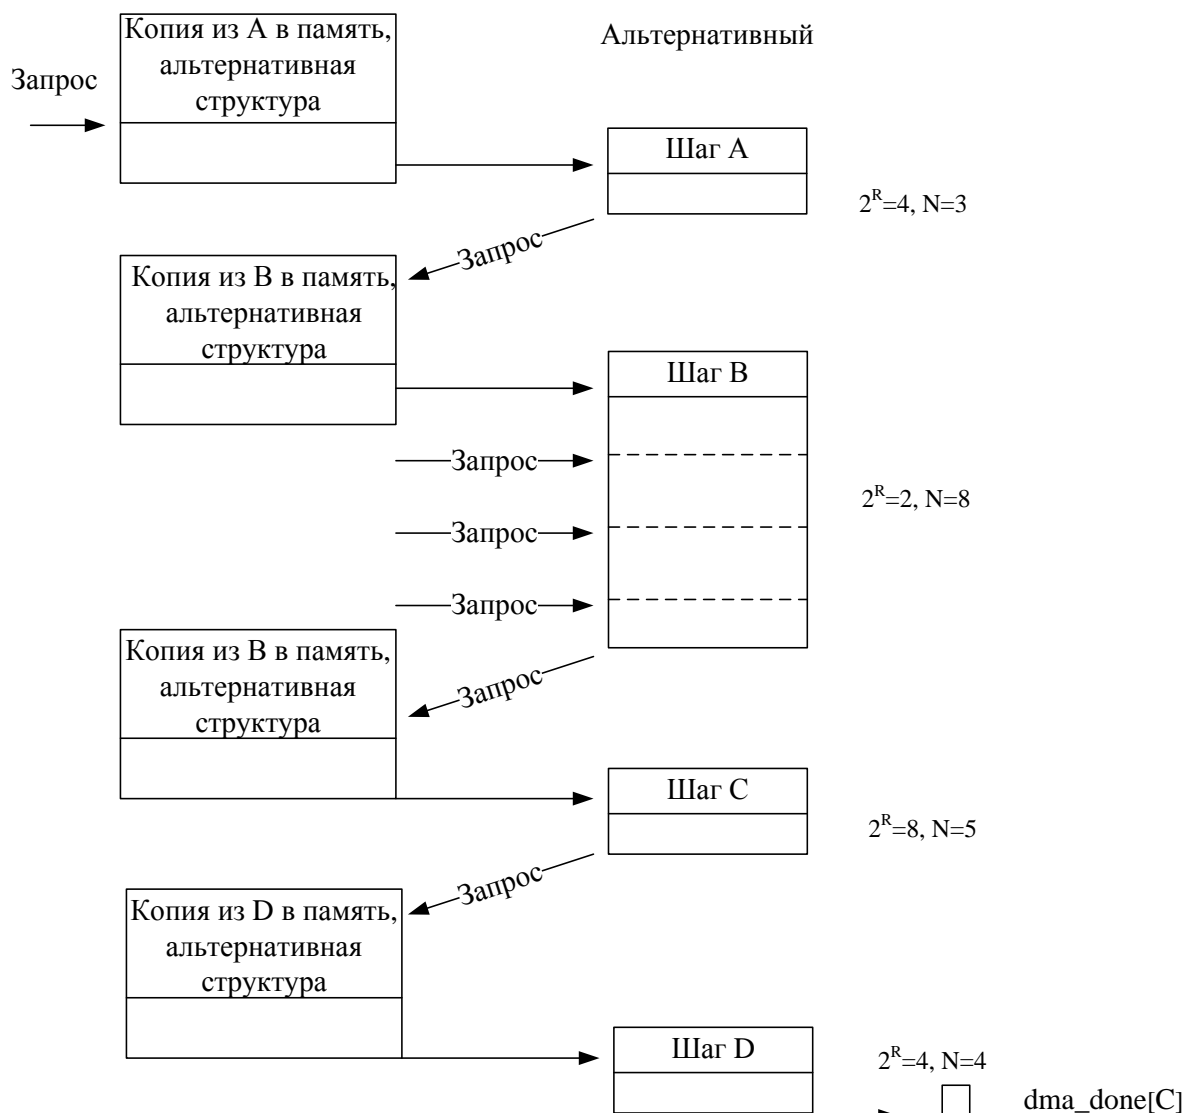 Копия из A в память,
альтернативная
структура
Альтернативный
Запрос
Шаг A
2^R=4, N=3
Запрос
Копия из B в память,
альтернативная
структура
Шаг B
Запрос
2^R=2, N=8
Запрос
Запрос
Копия из B в память,
альтернативная
структура
Запрос
Шаг C
2^R=8, N=5
Запрос
Копия из D в память,
альтернативная
структура
Шаг D
2^R=4, N=4
dma_done[C]